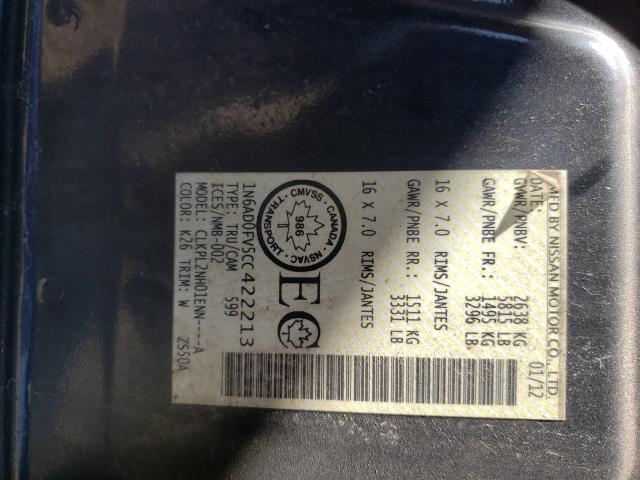 MFD BY NISSAN MOTOR CO.,LTD.
DATE: 01/12
GVWR/PNBV: 2638 KG
5815 LB
GAWR/PNBE FR.: 1495 KG
3296 LB
16 X 7.0 RIMS/JANTES
GAWR/PNBE RR.: 1511 KG
3331 LB
16 X 7.0 RIMS/JANTES
CMVSS · CANADA · NSVAC · TRANSPORT ·
986
1N6AD0FV5CC422213
TYPE: TRU/CAM 599
ICES/NMB-002
MODEL: CLKPLZNH0IENN----A
COLOR: K26 TRIM: W ZS50A